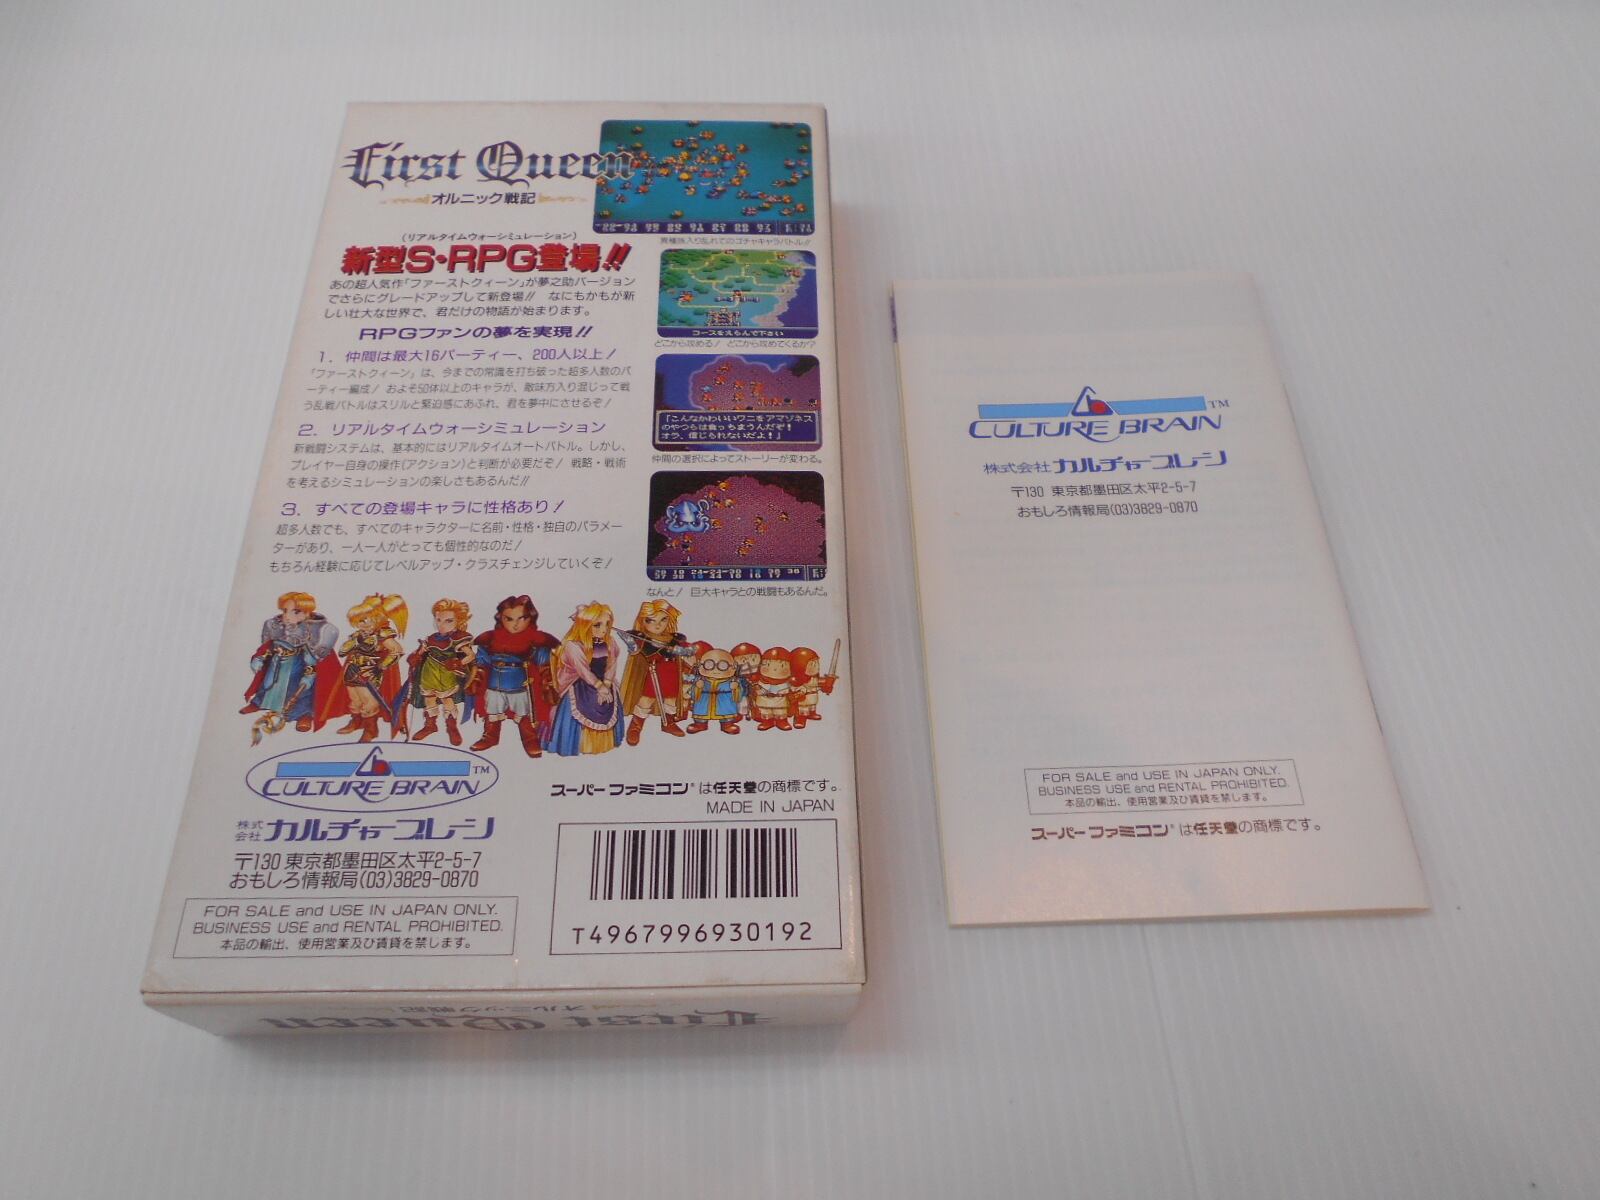 First Queen
オルニック戦記
(リアルタイムウォーシミュレーション)
新型S・RPG登場!!
あの超人気作「ファーストクィーン」が夢之助バージョン
でさらにグレードアップして新登場!! なにもかもが新
しい壮大な世界で、君だけの物語が始まります。
RPGファンの夢を実現!!
1. 仲間は最大16パーティー、200人以上!
「ファーストクィーン」は、今までの常識を打ち破った超多人数のパ
ーティー編成! およそ50体以上のキャラが、敵味方入り混じって戦
う乱戦バトルはスリルと緊迫感にあふれ、君を夢中にさせるぞ!
2. リアルタイムウォーシミュレーション
新戦闘システムは、基本的にはリアルタイムオートバトル。しかし、
プレイヤー自身の操作(アクション)と判断が必要だぞ! 戦略・戦術
を考えるシミュレーションの楽しさもあるんだ!!
3. すべての登場キャラに性格あり!
超多人数でも、すべてのキャラクターに名前・性格・独自のパラメー
ターがあり、一人一人がとっても個性的なのだ!
もちろん経験に応じてレベルアップ・クラスチェンジしていくぞ!
異種族入り乱れてのゴチャキャラバトル!!
コースをえらんで下さい
どこから攻める! どこから攻めてくるか?
「こんなかわいいワニをアマゾネス
のやつらは食っちまうんだぞ!
オラ、信じられないだよ!」
仲間の選択によってストーリーが変わる。
なんと! 巨大キャラとの戦闘もあるんだ。
CULTURE BRAIN TM
株式会社 カルチャーブレーン
〒130 東京都墨田区太平2-5-7
おもしろ情報局(03)3829-0870
FOR SALE and USE IN JAPAN ONLY.
BUSINESS USE and RENTAL PROHIBITED.
本品の輸出、使用営業及び賃貸を禁じます。
スーパーファミコン®は任天堂の商標です。
MADE IN JAPAN
T4967996930192
First Queen
オルニック戦記
CULTURE BRAIN TM
株式会社 カルチャーブレーン
〒130 東京都墨田区太平2-5-7
おもしろ情報局(03)3829-0870
FOR SALE and USE IN JAPAN ONLY.
BUSINESS USE and RENTAL PROHIBITED.
本品の輸出、使用営業及び賃貸を禁じます。
スーパーファミコン®は任天堂の商標です。